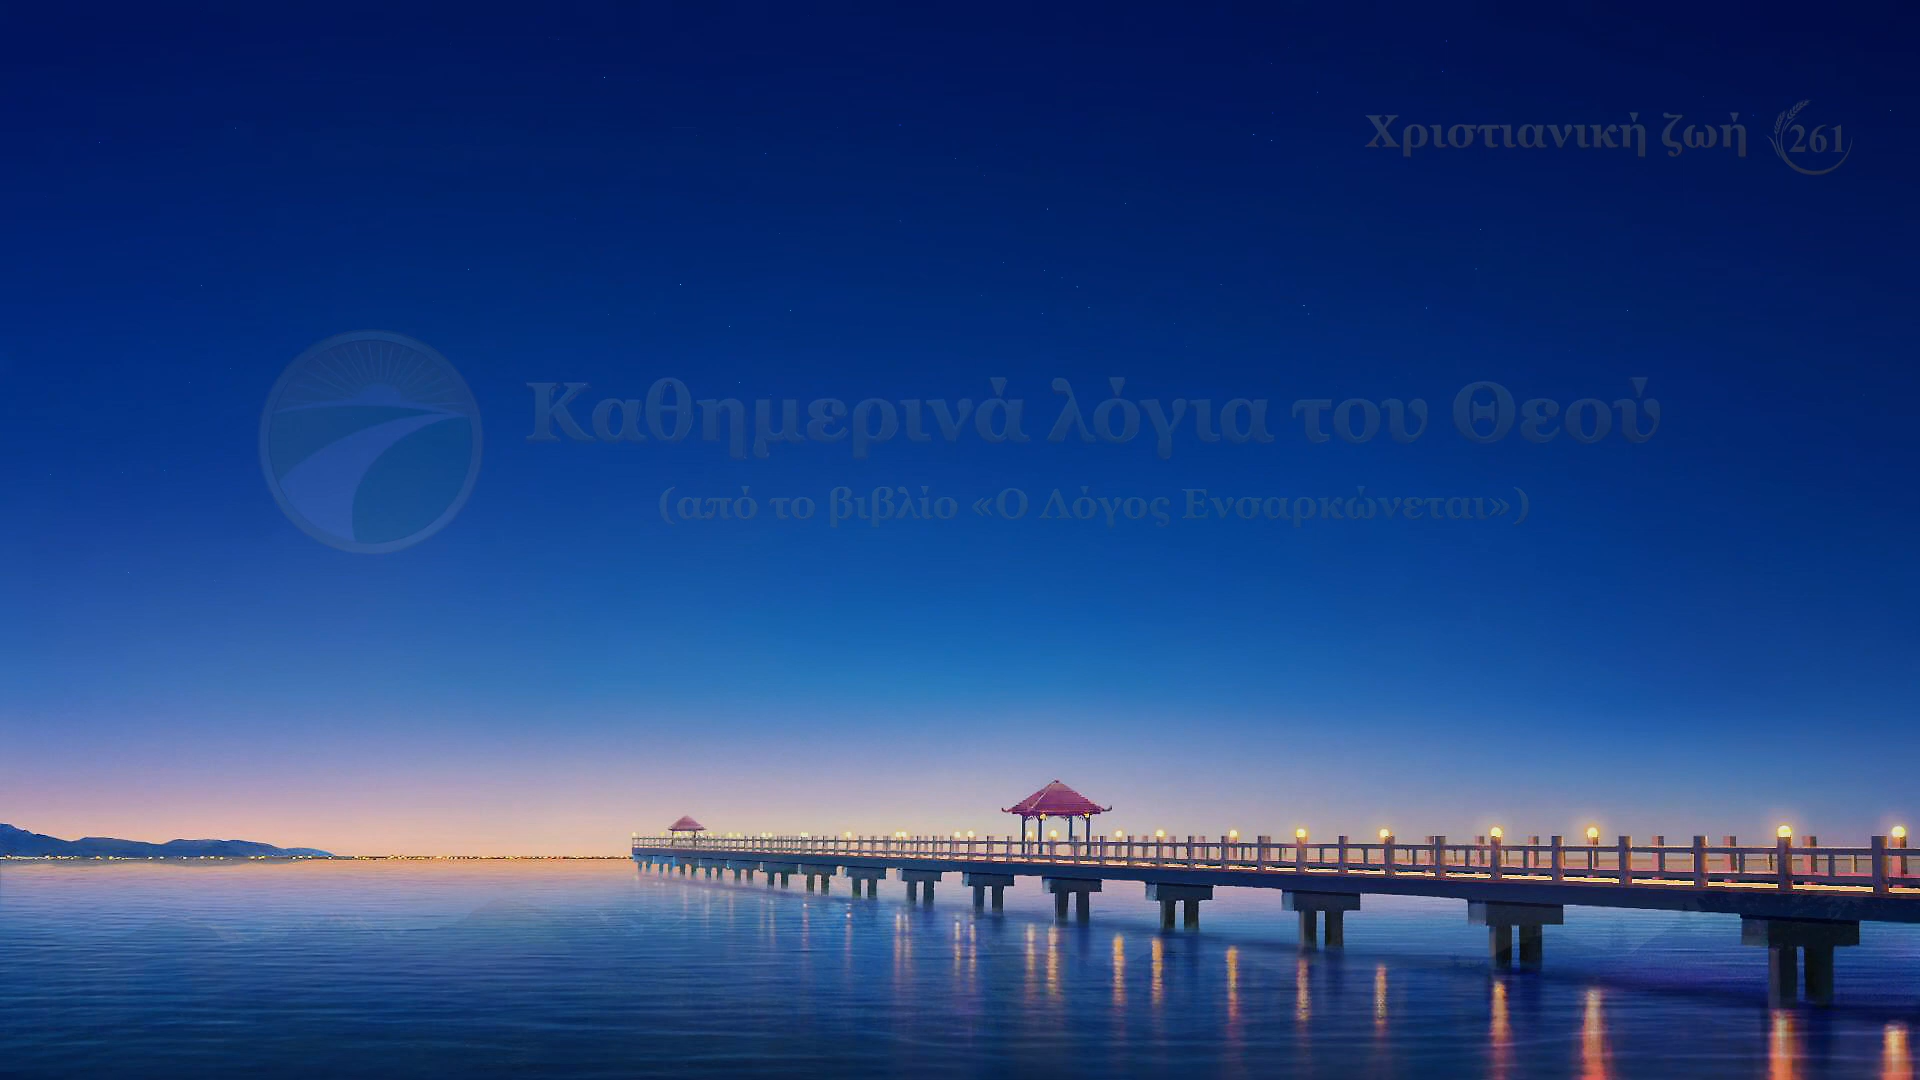 Χριστιανική ζωή 261
Καθημερινά λόγια του Θεού
(από το βιβλίο «Ο Λόγος Ενσαρκώνεται»)